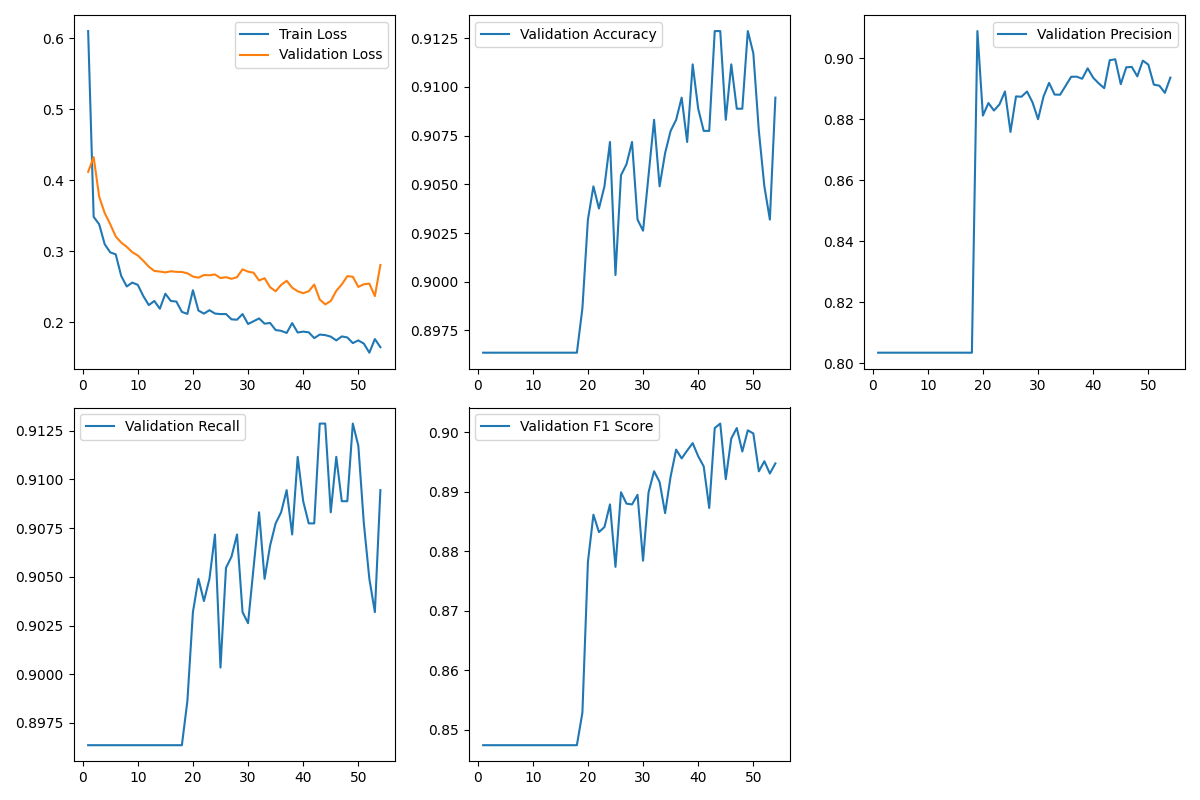 Train Loss
Validation Loss
0.6
0.5
0.4
0.3
0.2
0 10 20 30 40 50
Validation Accuracy
0.9125
0.9100
0.9075
0.9050
0.9025
0.9000
0.8975
0 10 20 30 40 50
Validation Precision
0.90
0.88
0.86
0.84
0.82
0.80
0 10 20 30 40 50
Validation Recall
0.9125
0.9100
0.9075
0.9050
0.9025
0.9000
0.8975
0 10 20 30 40 50
Validation F1 Score
0.90
0.89
0.88
0.87
0.86
0.85
0 10 20 30 40 50